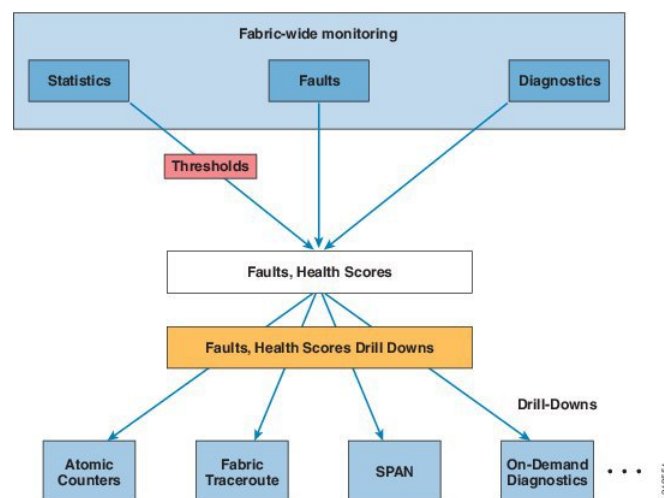 Fabric-wide monitoring
Statistics
Faults
Diagnostics
Thresholds
Faults, Health Scores
Faults, Health Scores Drill Downs
Drill-Downs
Atomic
Counters
Fabric
Traceroute
SPAN
On-Demand
Diagnostics